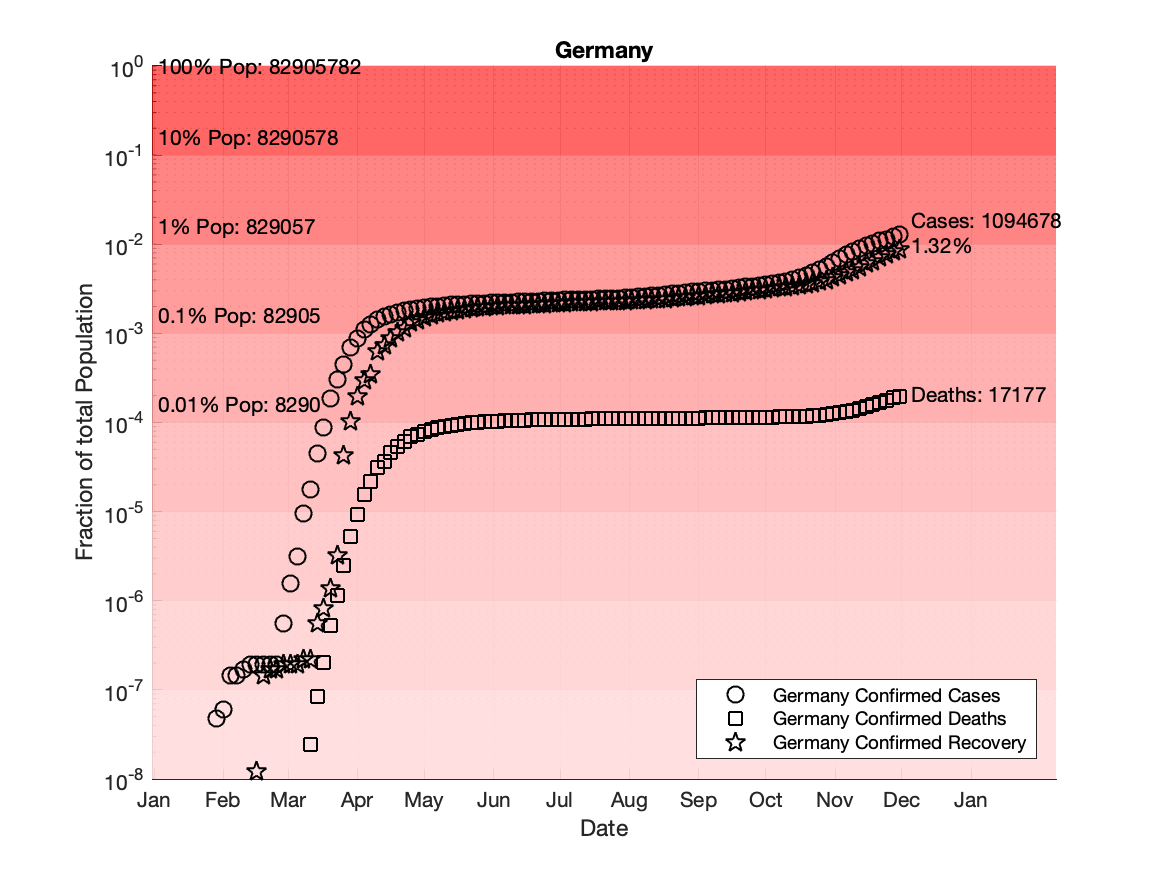 Germany
10^0
100% Pop: 82905782
10% Pop: 8290578
10^-1
1% Pop: 829057
Cases: 1094678
10^-2
1.32%
0.1% Pop: 82905
10^-3
0.01% Pop: 8290
Deaths: 17177
10^-4
10^-5
10^-6
10^-7
10^-8
Fraction of total Population
Germany Confirmed Cases
Germany Confirmed Deaths
Germany Confirmed Recovery
Jan Feb Mar Apr May Jun Jul Aug Sep Oct Nov Dec Jan
Date